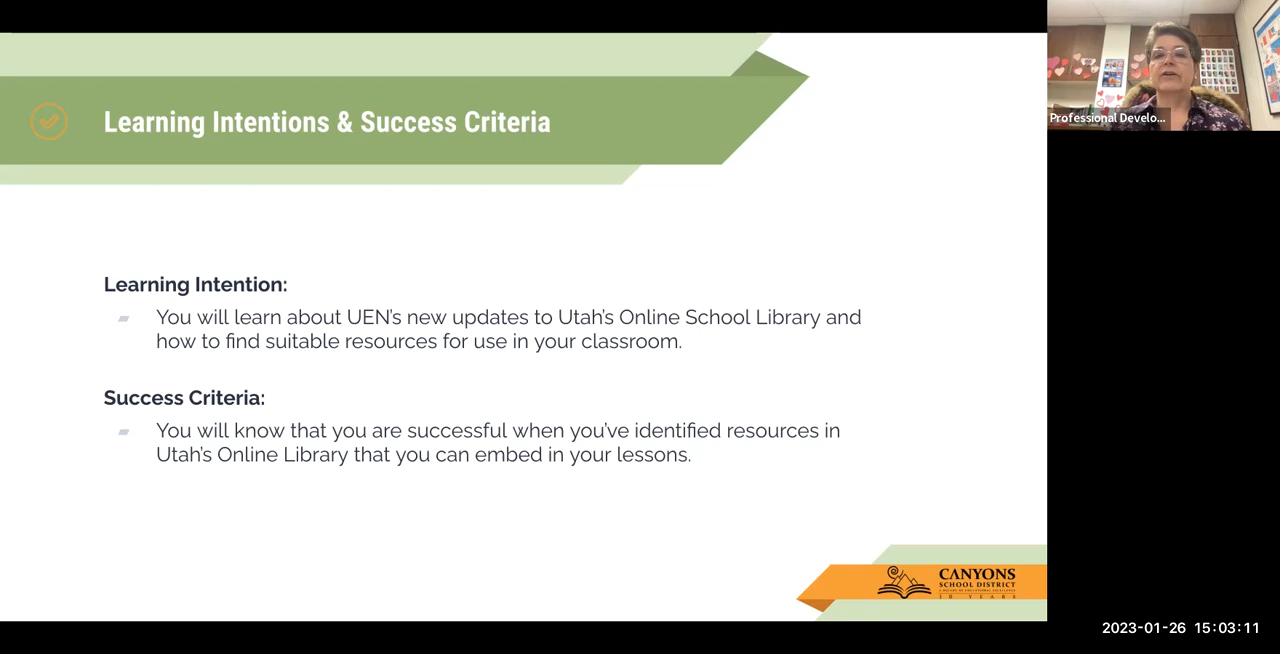 Learning Intentions & Success Criteria
Professional Develo...
Learning Intention:
You will learn about UEN's new updates to Utah's Online School Library and
how to find suitable resources for use in your classroom.
Success Criteria:
You will know that you are successful when you've identified resources in
Utah's Online Library that you can embed in your lessons.
CANYONS
SCHOOL DISTRICT
10 YEARS
2023-01-26 15:03:11